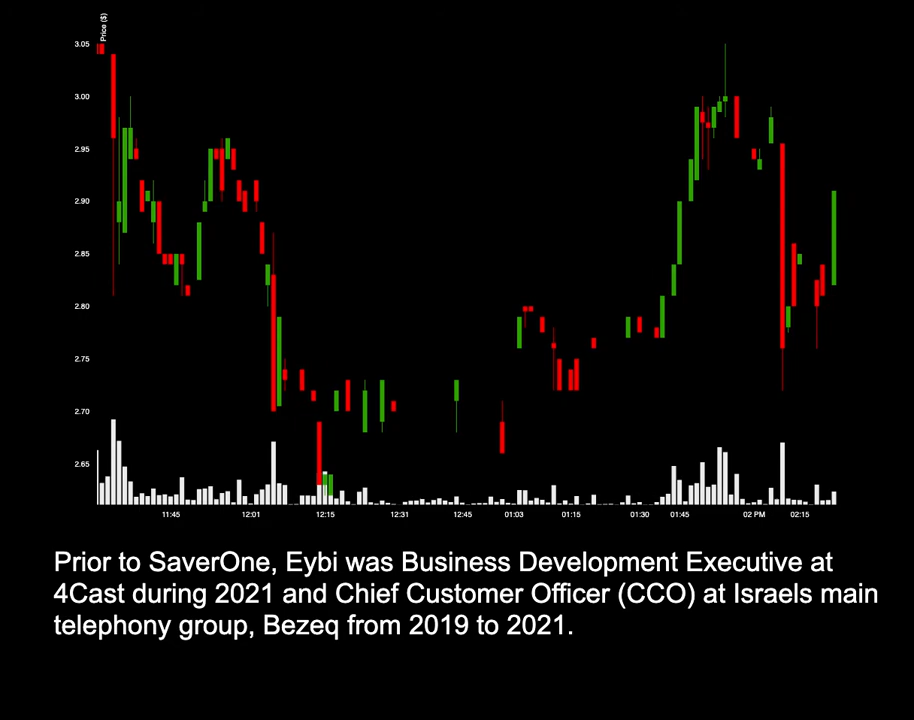 Price ($)
3.05
3.00
2.95
2.90
2.85
2.80
2.75
2.70
2.65
11:45 12:01 12:15 12:31 12:45 01:03 01:15 01:30 01:45 02 PM 02:15
Prior to SaverOne, Eybi was Business Development Executive at
4Cast during 2021 and Chief Customer Officer (CCO) at Israels main
telephony group, Bezeq from 2019 to 2021.